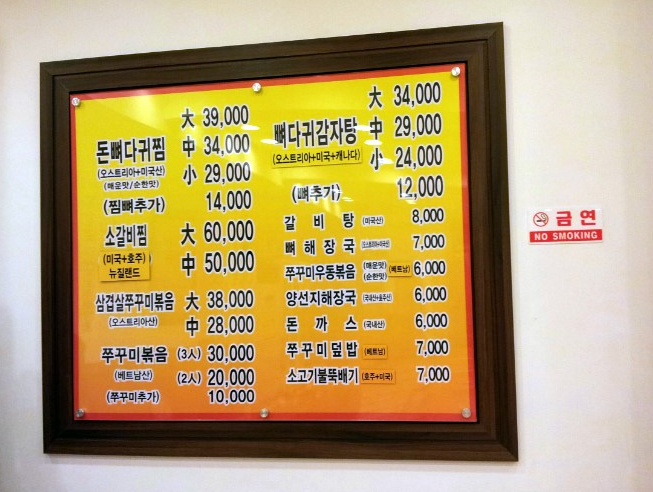 大 39,000
돈뼈다귀찜 中 34,000
(오스트리아+미국산) 小 29,000
(매운맛/순한맛)
(찜뼈추가) 14,000
소갈비찜 大 60,000
(미국+호주)
뉴질랜드 中 50,000
삼겹살쭈꾸미볶음 大 38,000
(오스트리아산) 中 28,000
쭈꾸미볶음 (3人) 30,000
(베트남산) (2人) 20,000
(쭈꾸미추가) 10,000
大 34,000
뼈다귀감자탕 中 29,000
(오스트리아+미국+캐나다) 小 24,000
(뼈추가) 12,000
갈비탕 (미국산) 8,000
뼈해장국 7,000
쭈꾸미우동볶음 (매운맛) (순한맛) (베트남) 6,000
양선지해장국 (국내산+호주산) 6,000
돈까스 (국내산) 6,000
쭈꾸미덮밥 (베트남) 7,000
소고기불뚝배기 (호주+미국) 7,000
금연
NO SMOKING